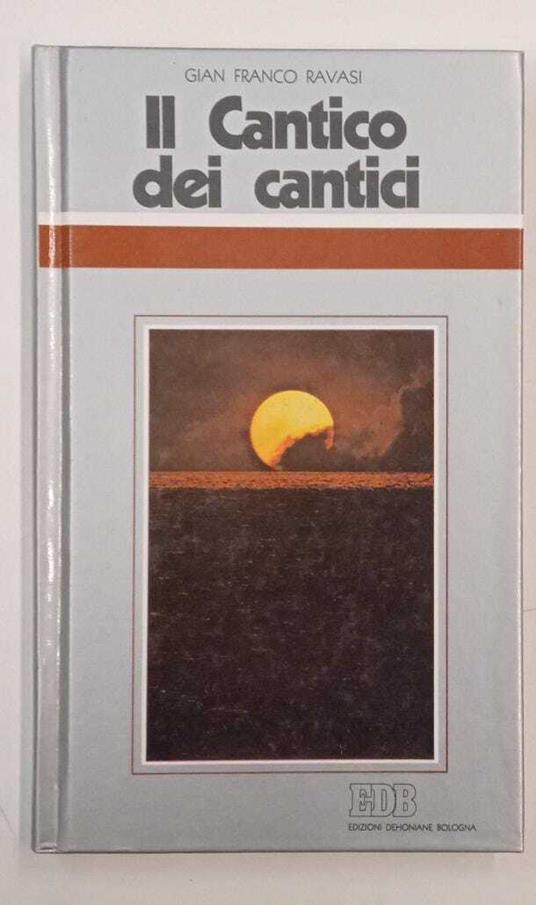 GIAN FRANCO RAVASI
Il Cantico
dei cantici
EDB
EDIZIONI DEHONIANE BOLOGNA